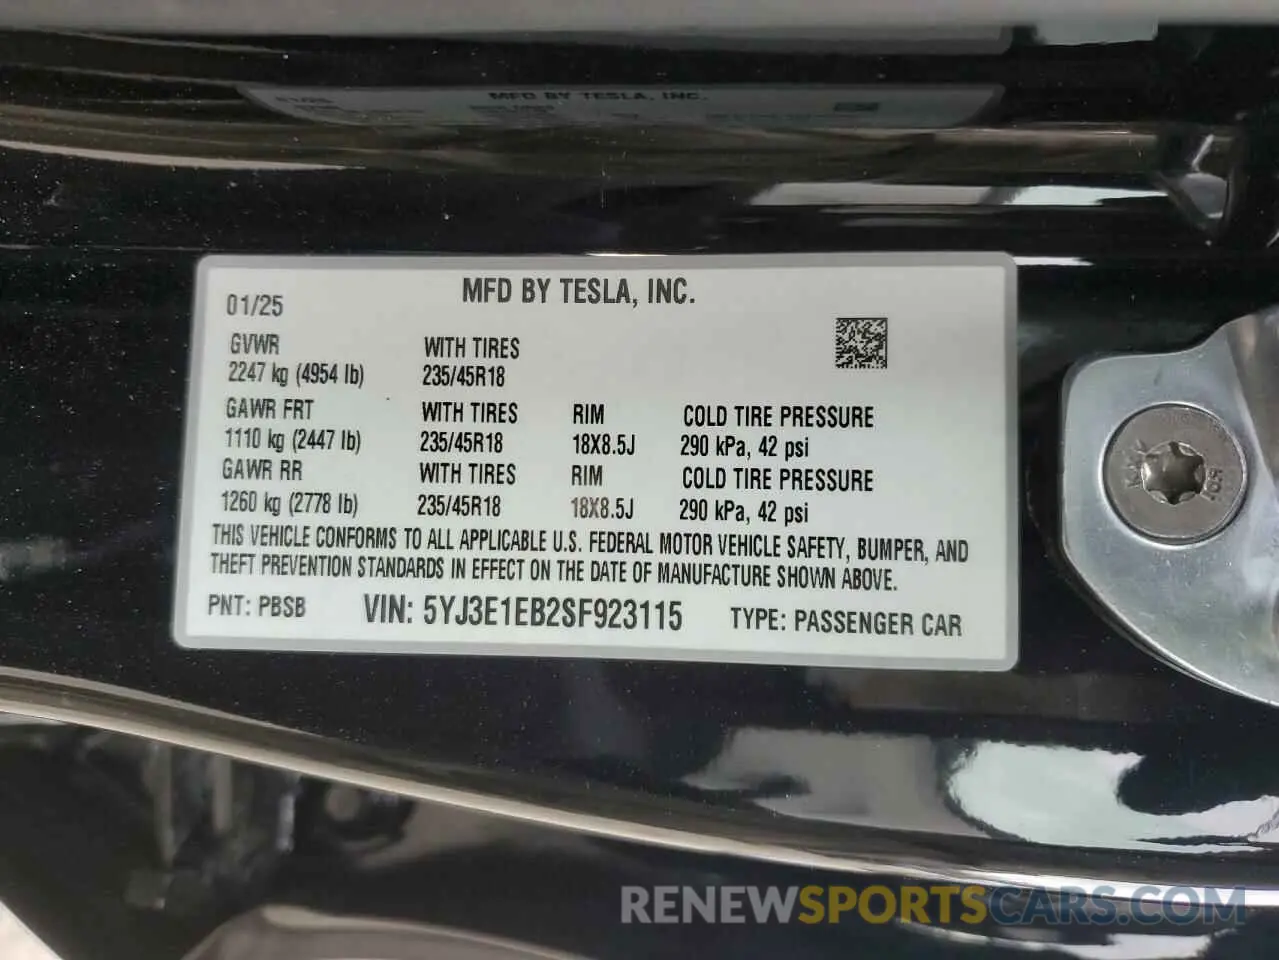 MFD BY TESLA, INC.
MFD BY TESLA, INC.
01/25
GVWR WITH TIRES
2247 kg (4954 lb) 235/45R18
GAWR FRT WITH TIRES RIM COLD TIRE PRESSURE
1110 kg (2447 lb) 235/45R18 18X8.5J 290 kPa, 42 psi
GAWR RR WITH TIRES RIM COLD TIRE PRESSURE
1260 kg (2778 lb) 235/45R18 18X8.5J 290 kPa, 42 psi
THIS VEHICLE CONFORMS TO ALL APPLICABLE U.S. FEDERAL MOTOR VEHICLE SAFETY, BUMPER, AND
THEFT PREVENTION STANDARDS IN EFFECT ON THE DATE OF MANUFACTURE SHOWN ABOVE.
PNT: PBSB VIN: 5YJ3E1EB2SF923115 TYPE: PASSENGER CAR
RENEWSPORTSCARS.COM